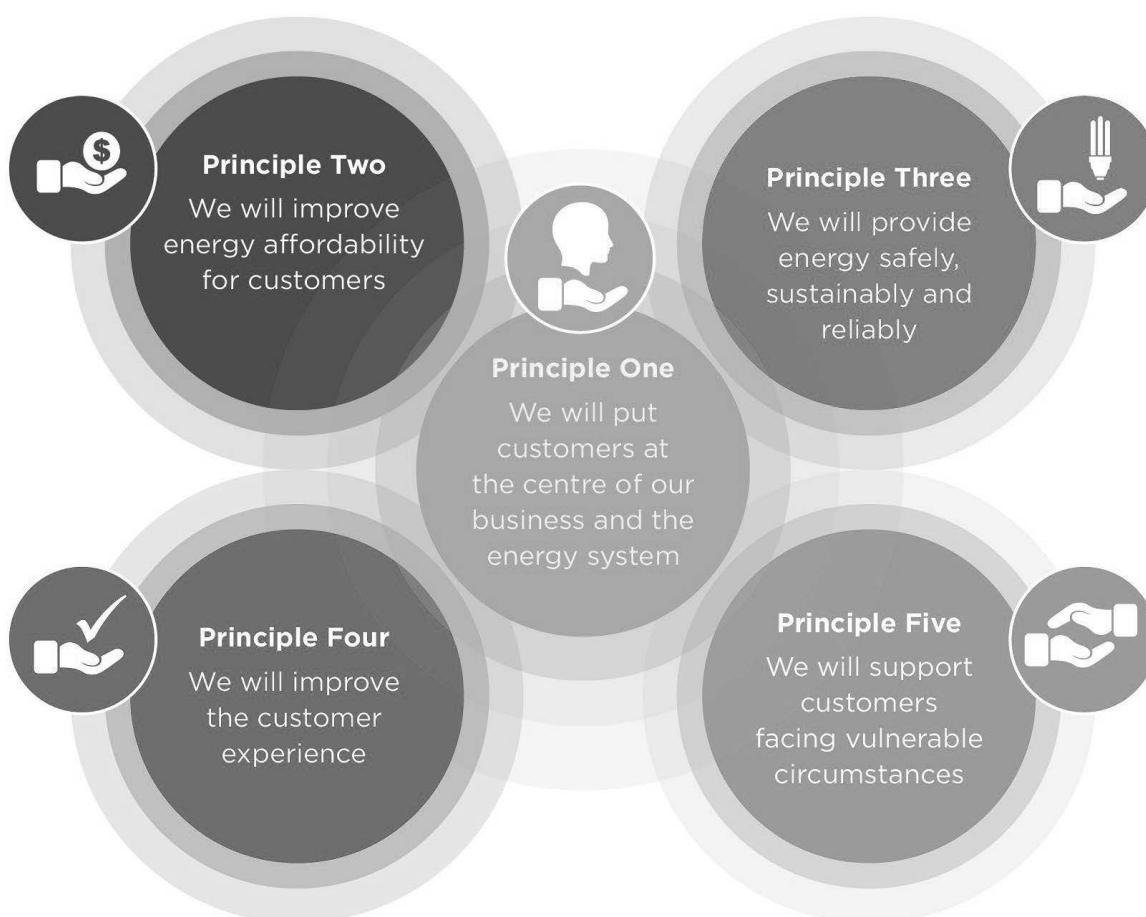 Principle Two
We will improve
energy affordability
for customers
Principle Three
We will provide
energy safely,
sustainably and
reliably
Principle One
We will put
customers at
the centre of our
business and the
energy system
Principle Four
We will improve
the customer
experience
Principle Five
We will support
customers
facing vulnerable
circumstances
$